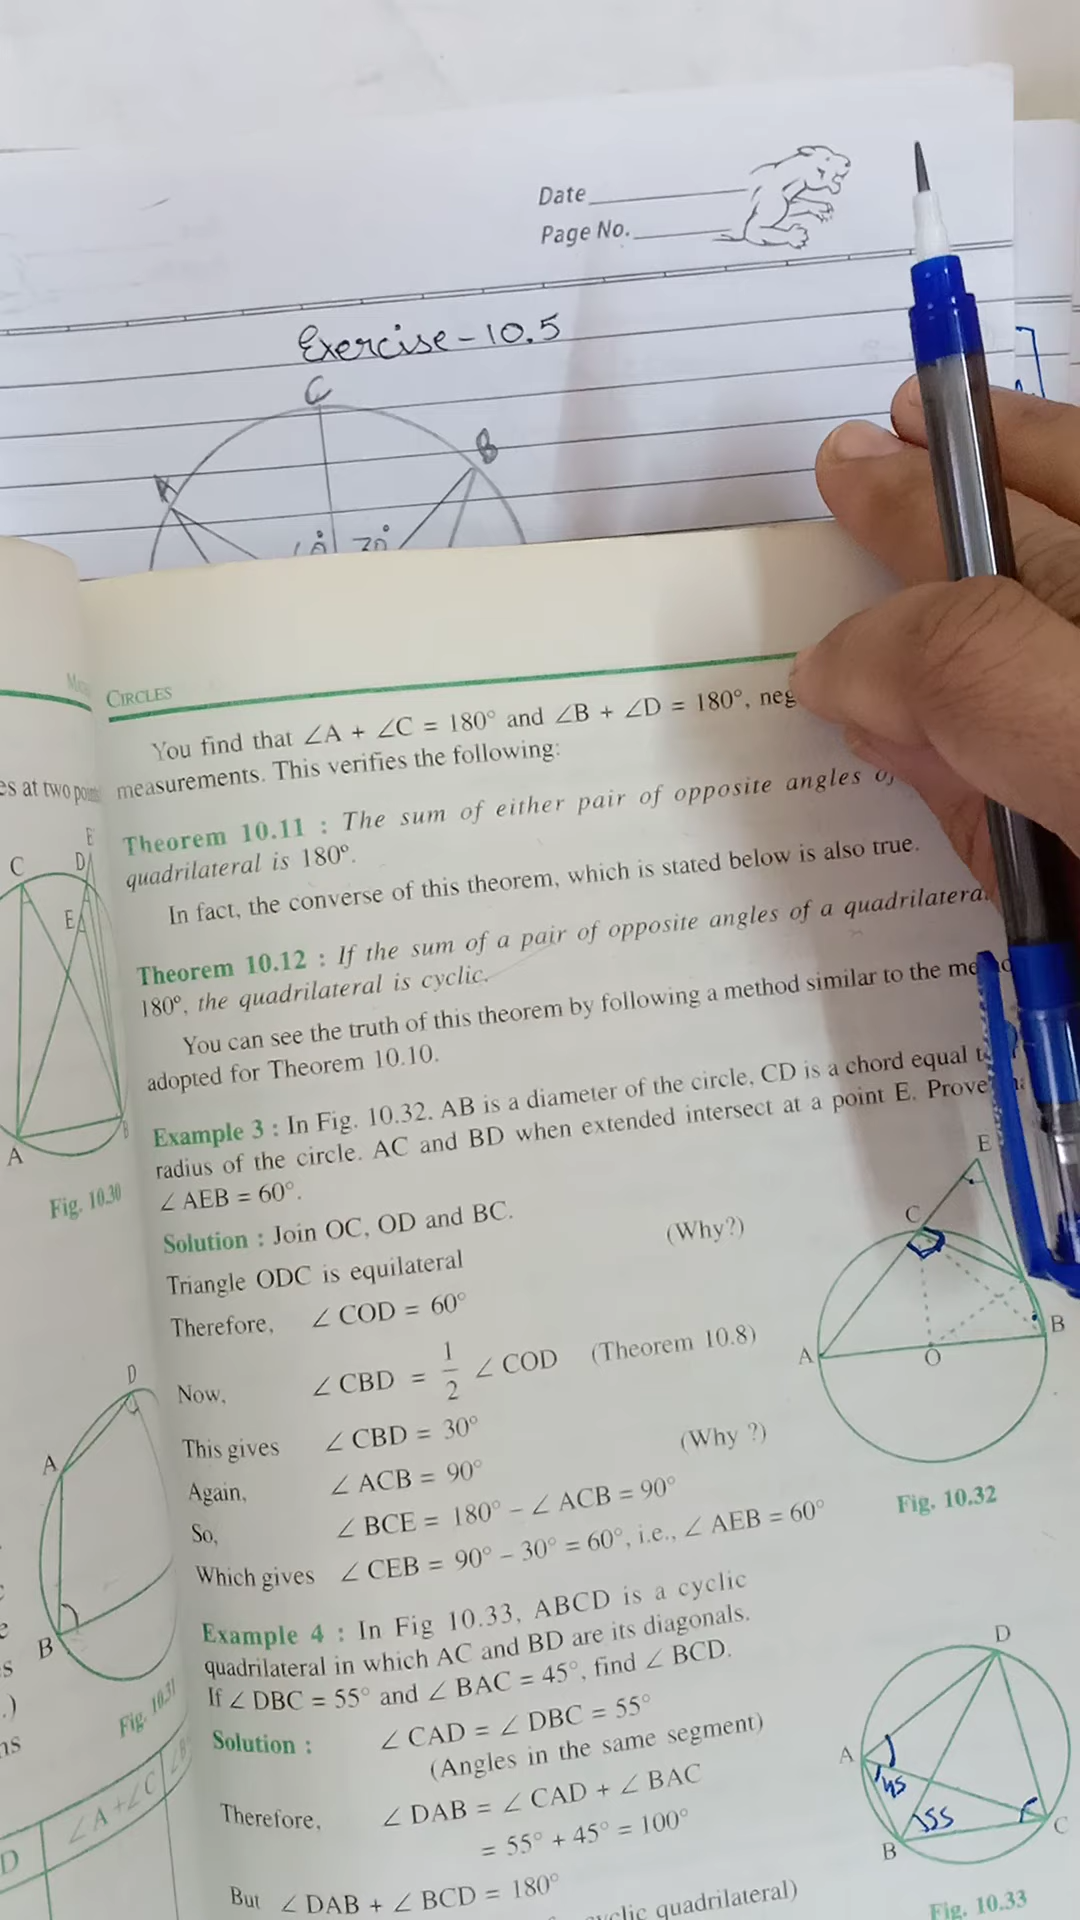 Date
Page No.
Exercise - 10.5
C
B
A
70°
CIRCLES
You find that ∠A + ∠C = 180° and ∠B + ∠D = 180°, neg
measurements. This verifies the following:
Theorem 10.11 : The sum of either pair of opposite angles
quadrilateral is 180°.
In fact, the converse of this theorem, which is stated below is also true.
Theorem 10.12 : If the sum of a pair of opposite angles of a quadrilatera
180°, the quadrilateral is cyclic.
You can see the truth of this theorem by following a method similar to the
adopted for Theorem 10.10.
Example 3 : In Fig. 10.32, AB is a diameter of the circle, CD is a chord equal
radius of the circle. AC and BD when extended intersect at a point E. Prove
∠ AEB = 60°.
Solution : Join OC, OD and BC.
Triangle ODC is equilateral (Why?)
Therefore, ∠ COD = 60°
Now, ∠ CBD = 1/2 ∠ COD (Theorem 10.8)
This gives ∠ CBD = 30°
Again, ∠ ACB = 90° (Why ?)
So, ∠ BCE = 180° – ∠ ACB = 90°
Which gives ∠ CEB = 90° – 30° = 60°, i.e., ∠ AEB = 60°
E
C
A
O
B
Fig. 10.32
Example 4 : In Fig 10.33, ABCD is a cyclic
quadrilateral in which AC and BD are its diagonals.
If ∠ DBC = 55° and ∠ BAC = 45°, find ∠ BCD.
Solution : ∠ CAD = ∠ DBC = 55°
(Angles in the same segment)
Therefore, ∠ DAB = ∠ CAD + ∠ BAC
= 55° + 45° = 100°
But ∠ DAB + ∠ BCD = 180°
quadrilateral)
D
A
45
55
B
C
Fig. 10.33
es at two points
C
D
E'
E
A
B
Fig. 10.30
D
A
B
Fig. 10.31
∠A +∠C
D